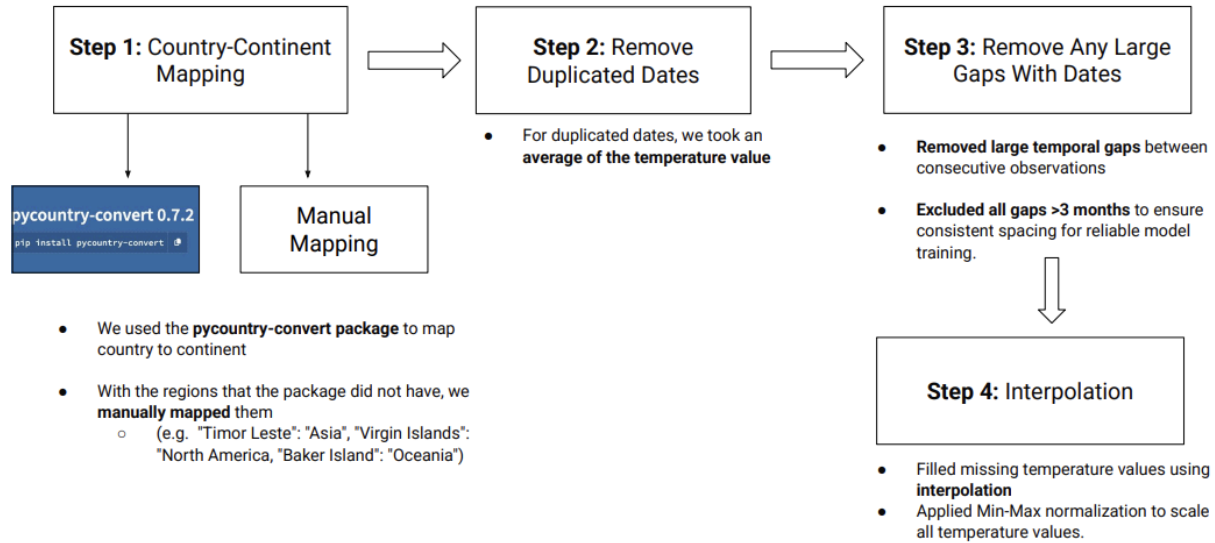 Step 1: Country-Continent
Mapping
Step 2: Remove
Duplicated Dates
Step 3: Remove Any Large
Gaps With Dates
● For duplicated dates, we took an
average of the temperature value
● Removed large temporal gaps between
consecutive observations
● Excluded all gaps >3 months to ensure
consistent spacing for reliable model
training.
pycountry-convert 0.7.2
pip install pycountry-convert
Manual
Mapping
● We used the pycountry-convert package to map
country to continent
● With the regions that the package did not have, we
manually mapped them
○ (e.g. "Timor Leste": "Asia", "Virgin Islands":
"North America, "Baker Island": "Oceania")
Step 4: Interpolation
● Filled missing temperature values using
interpolation
● Applied Min-Max normalization to scale
all temperature values.